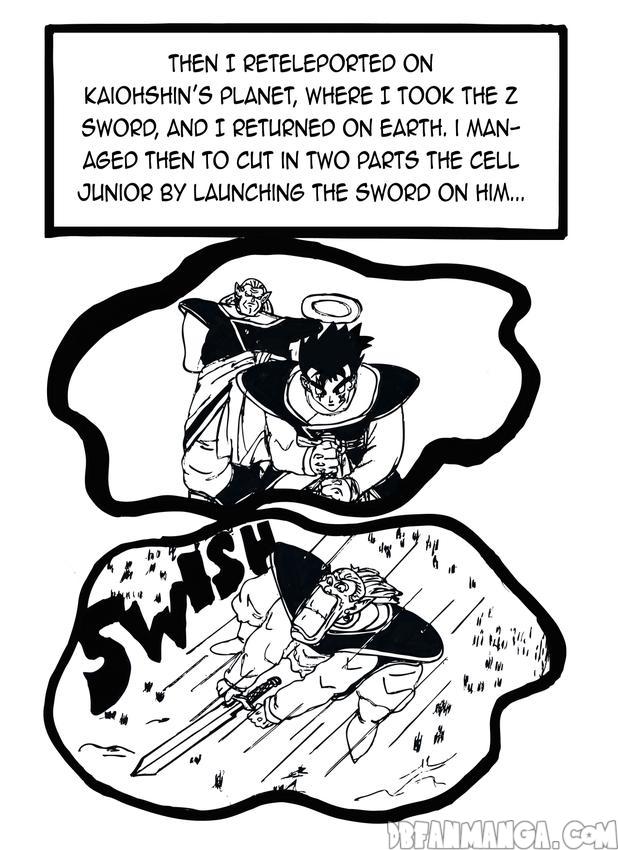 THEN I RETELEPORTED ON
KAIOHSHIN'S PLANET, WHERE I TOOK THE Z
SWORD, AND I RETURNED ON EARTH. I MAN-
AGED THEN TO CUT IN TWO PARTS THE CELL
JUNIOR BY LAUNCHING THE SWORD ON HIM...
SWISH
DBFANMANGA.COM